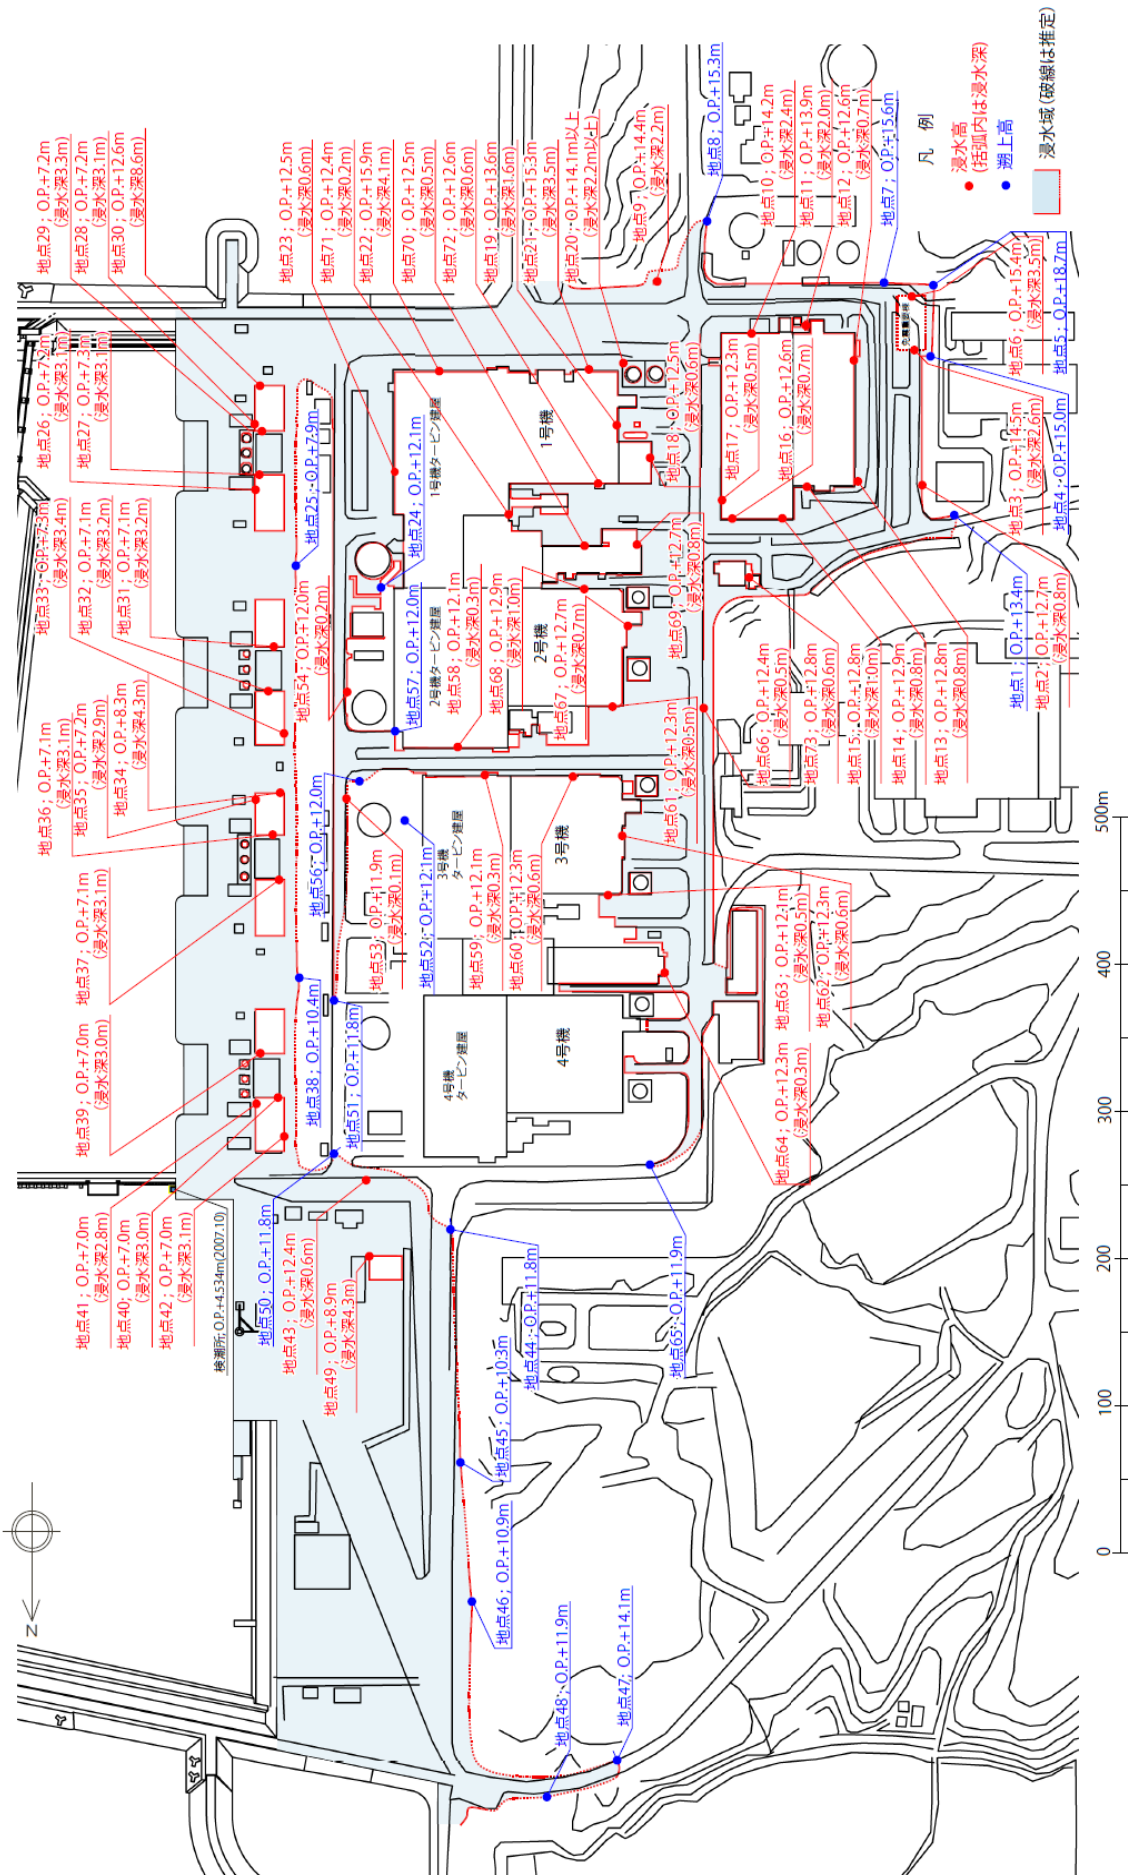 地点29；O.P.+7.2m
（浸水深3.3m）
地点28；O.P.+7.2m
（浸水深3.1m）
地点30；O.P.+12.6m
（浸水深8.6m）
地点26；O.P.+7.2m
（浸水深3.1m）
地点27；O.P.+7.3m
（浸水深3.1m）
地点33；O.P.+7.3m
（浸水深3.4m）
地点32；O.P.+7.1m
（浸水深3.2m）
地点31；O.P.+7.1m
（浸水深3.2m）
地点36；O.P.+7.1m
（浸水深3.1m）
地点35；O.P.+7.2m
（浸水深2.9m）
地点34；O.P.+8.3m
（浸水深4.3m）
地点37；O.P.+7.1m
（浸水深3.1m）
地点39；O.P.+7.0m
（浸水深3.0m）
地点41；O.P.+7.0m
（浸水深2.8m）
地点40；O.P.+7.0m
（浸水深3.0m）
地点42；O.P.+7.0m
（浸水深3.1m）
検潮所；O.P.+4.534m(2007.10)
地点50；O.P.+11.8m
地点43；O.P.+12.4m
（浸水深0.6m）
地点49；O.P.+8.9m
（浸水深4.3m）
地点23；O.P.+12.5m
（浸水深0.6m）
地点71；O.P.+12.4m
（浸水深0.2m）
地点22；O.P.+15.9m
（浸水深4.1m）
地点70；O.P.+12.5m
（浸水深0.5m）
地点72；O.P.+12.6m
（浸水深0.6m）
地点19；O.P.+13.6m
（浸水深1.6m）
地点21；O.P.+15.3m
（浸水深3.5m）
地点20；O.P.+14.1m以上
（浸水深2.2m以上）
地点9；O.P.+14.4m
（浸水深2.2m）
地点8；O.P.+15.3m
地点10；O.P.+14.2m
（浸水深2.4m）
地点11；O.P.+13.9m
（浸水深2.0m）
地点12；O.P.+12.6m
（浸水深0.7m）
地点7；O.P.+15.6m
凡 例
浸水高
（括弧内は浸水深）
遡上高
浸水域（破線は推定）
地点25；O.P.+7.9m
地点24；O.P.+12.1m
地点54；O.P.+12.0m
（浸水深0.2m）
地点57；O.P.+12.0m
地点58；O.P.+12.1m
（浸水深0.3m）
地点68；O.P.+12.9m
（浸水深1.0m）
地点67；O.P.+12.7m
（浸水深0.7m）
地点18；O.P.+12.5m
（浸水深0.6m）
地点69；O.P.+12.7m
（浸水深0.8m）
地点17；O.P.+12.3m
（浸水深0.5m）
地点16；O.P.+12.6m
（浸水深0.7m）
地点6；O.P.+15.4m
（浸水深3.5m）
地点5；O.P.+18.7m
地点3；O.P.+14.5m
（浸水深2.6m）
地点4；O.P.+15.0m
地点1；O.P.+13.4m
地点2；O.P.+12.7m
（浸水深0.8m）
地点66；O.P.+12.4m
（浸水深0.5m）
地点73；O.P.+12.8m
（浸水深0.6m）
地点15；O.P.+12.8m
（浸水深1.0m）
地点14；O.P.+12.9m
（浸水深0.8m）
地点13；O.P.+12.8m
（浸水深0.8m）
地点61；O.P.+12.3m
（浸水深0.5m）
地点56；O.P.+12.0m
地点53；O.P.+11.9m
（浸水深0.1m）
地点52；O.P.+12.1m
地点59；O.P.+12.1m
（浸水深0.3m）
地点60；O.P.+12.3m
（浸水深0.6m）
地点63；O.P.+12.1m
（浸水深0.5m）
地点62；O.P.+12.3m
（浸水深0.6m）
地点38；O.P.+10.4m
地点51；O.P.+11.8m
地点64；O.P.+12.3m
（浸水深0.3m）
地点65；O.P.+11.9m
地点44；O.P.+11.8m
地点45；O.P.+10.3m
地点46；O.P.+10.9m
地点48；O.P.+11.9m
地点47；O.P.+14.1m
1号機タービン建屋
1号機
2号機タービン建屋
2号機
3号機
タービン建屋
3号機
4号機
タービン建屋
4号機
免震重要棟
N
0
200
300
400
500m